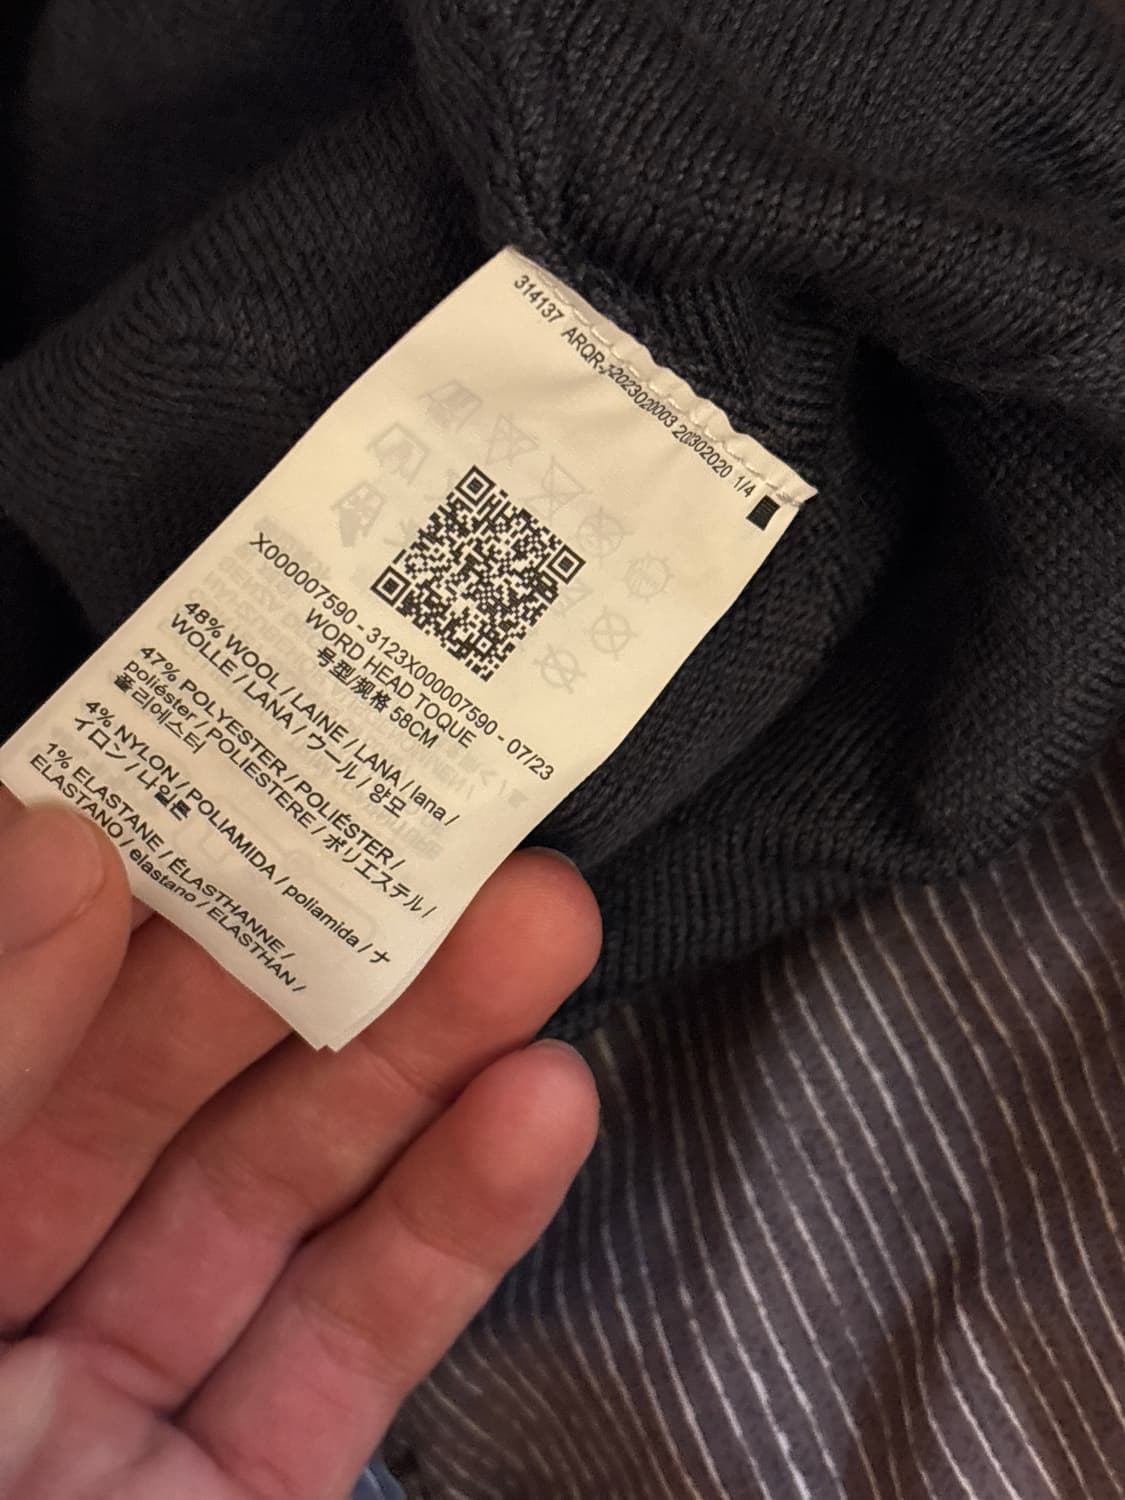 314137 ARQR-202302003 20302020 1/4
X000007590 - 3123X000007590 - 07/23
WORD HEAD TOQUE
号型/规格 58CM
48% WOOL / LAINE / LANA / lana /
WOLLE / LANA / ウール / 양모
47% POLYESTER / POLIÉSTER /
poliéster / POLIESTERE / ポリエステル /
폴리에스터
4% NYLON / POLIAMIDA / poliamida / ナ
イロン / 나일론
1% ELASTANE / ÉLASTHANNE /
ELASTANO / elastano / ELASTHAN /